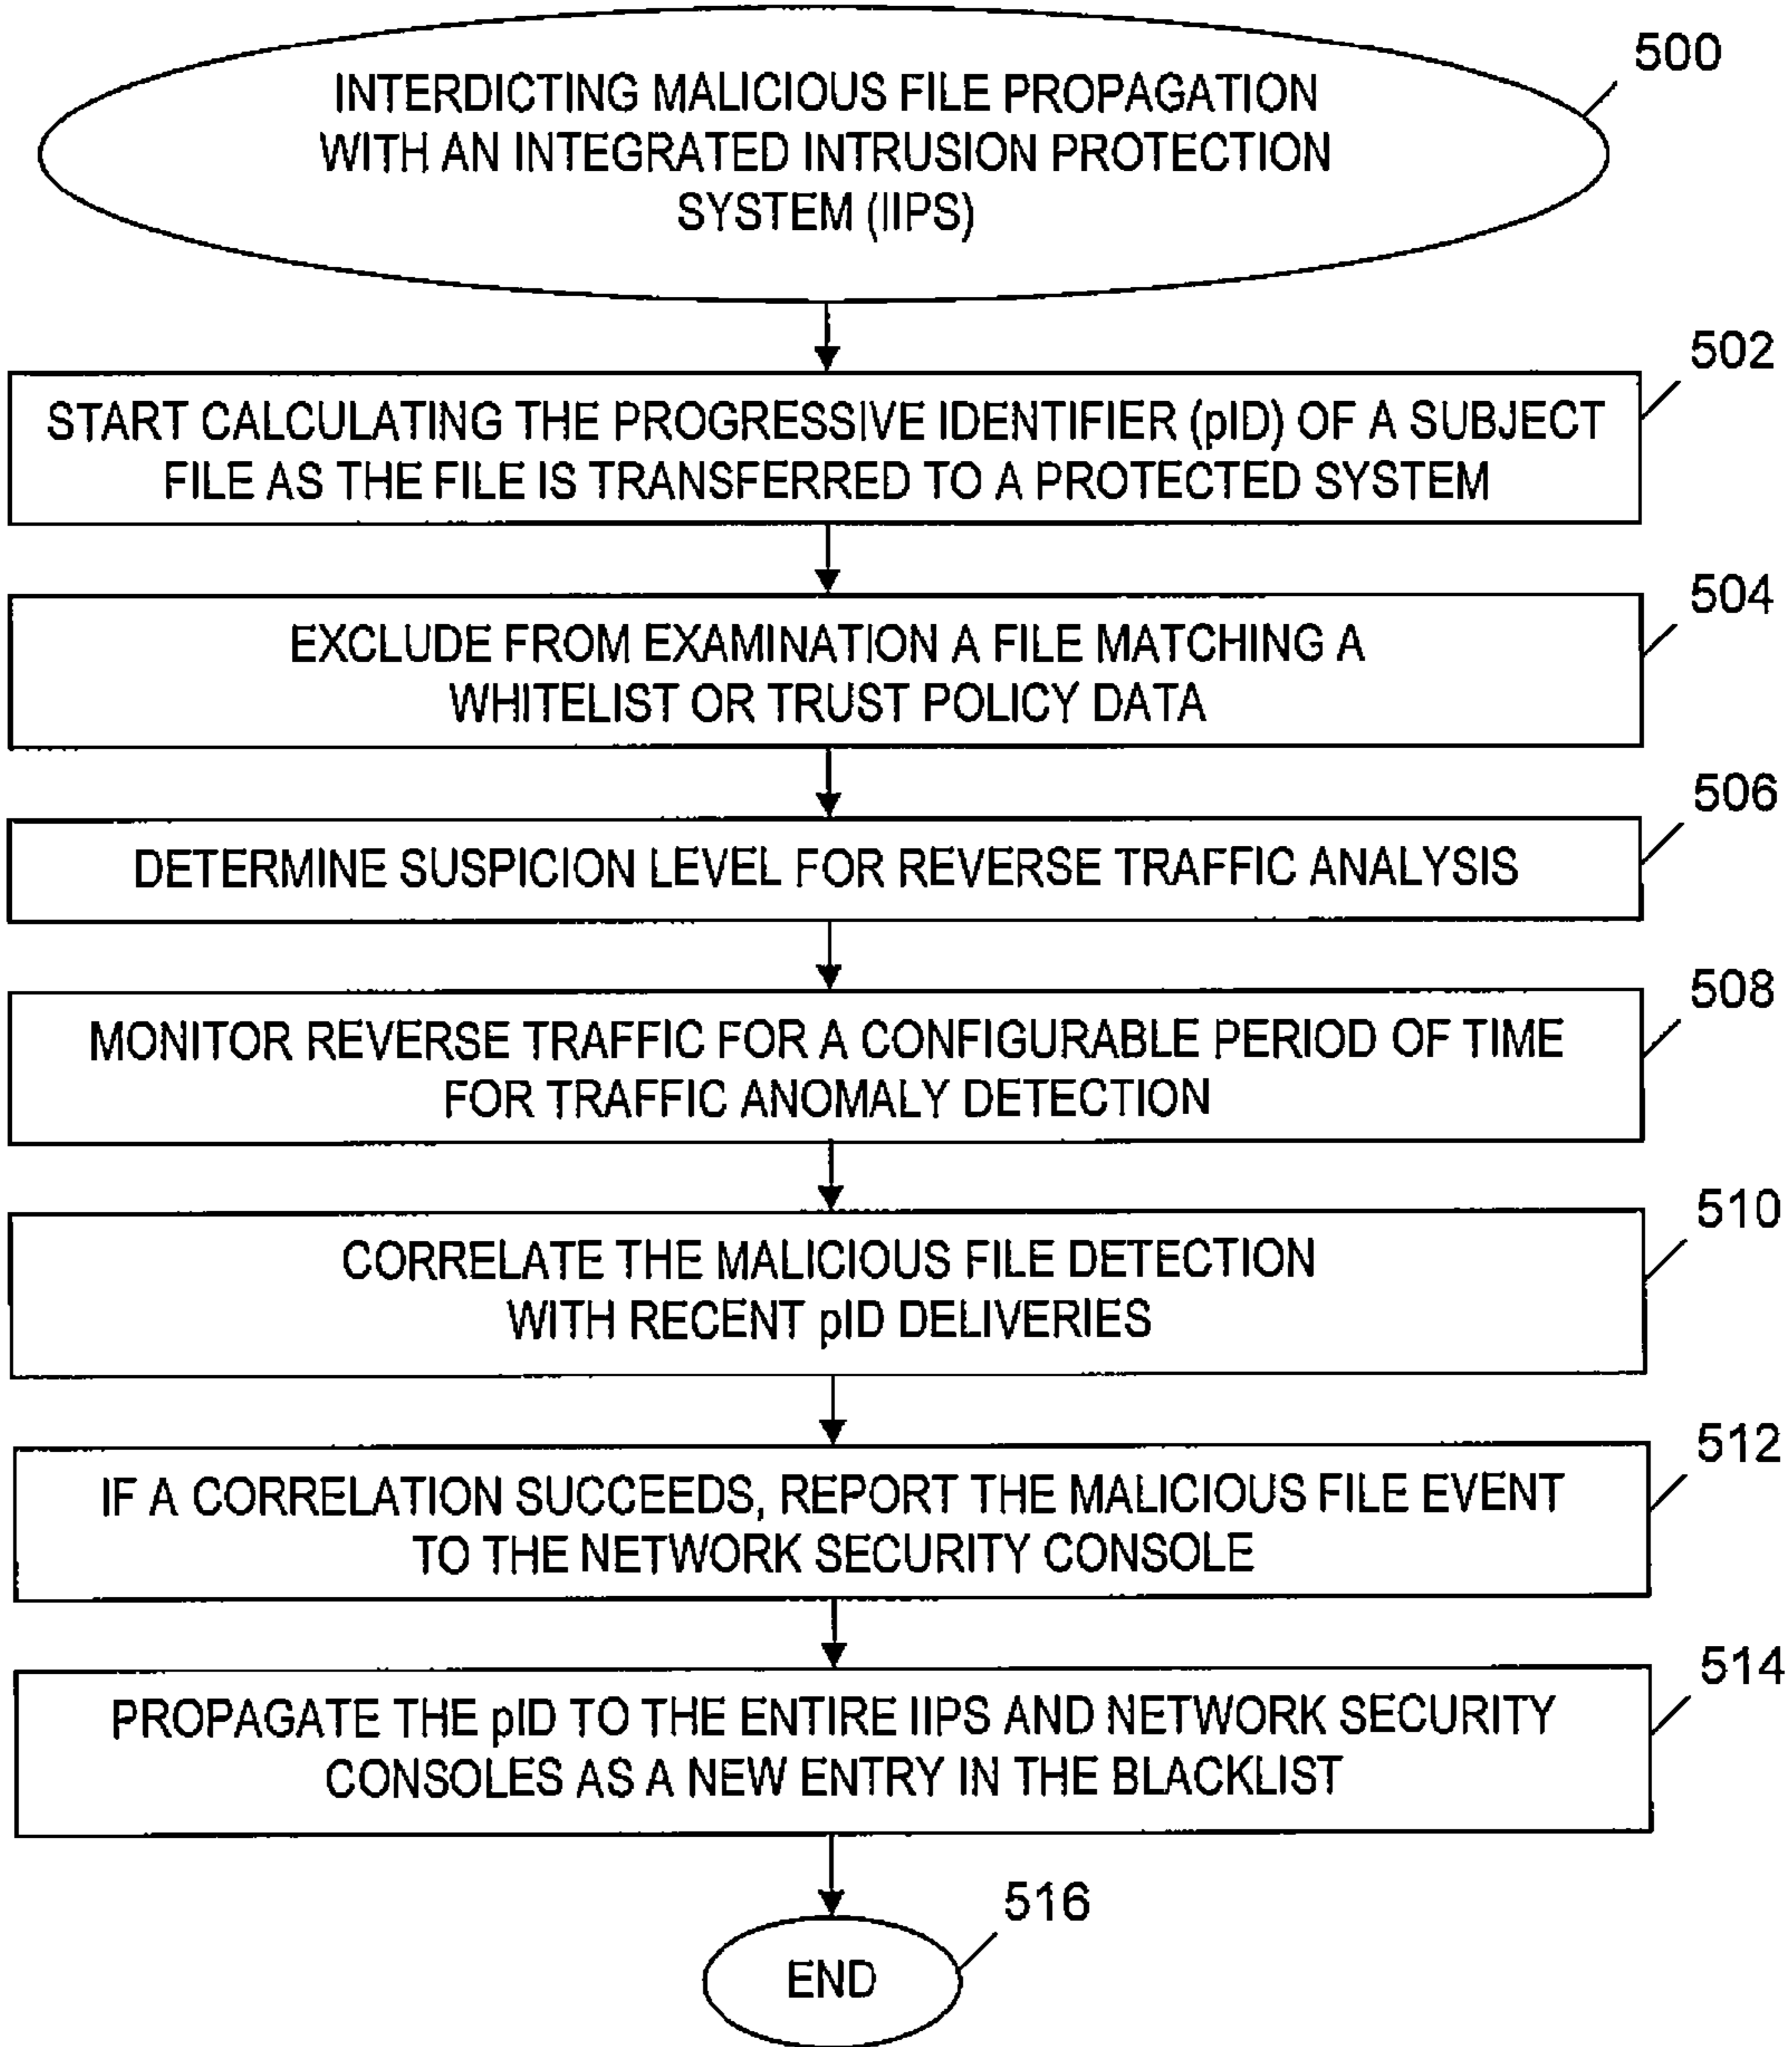 500
INTERDICTING MALICIOUS FILE PROPAGATION
WITH AN INTEGRATED INTRUSION PROTECTION
SYSTEM (IIPS)
502
START CALCULATING THE PROGRESSIVE IDENTIFIER (pID) OF A SUBJECT
FILE AS THE FILE IS TRANSFERRED TO A PROTECTED SYSTEM
504
EXCLUDE FROM EXAMINATION A FILE MATCHING A
WHITELIST OR TRUST POLICY DATA
506
DETERMINE SUSPICION LEVEL FOR REVERSE TRAFFIC ANALYSIS
508
MONITOR REVERSE TRAFFIC FOR A CONFIGURABLE PERIOD OF TIME
FOR TRAFFIC ANOMALY DETECTION
510
CORRELATE THE MALICIOUS FILE DETECTION
WITH RECENT pID DELIVERIES
512
IF A CORRELATION SUCCEEDS, REPORT THE MALICIOUS FILE EVENT
TO THE NETWORK SECURITY CONSOLE
514
PROPAGATE THE pID TO THE ENTIRE IIPS AND NETWORK SECURITY
CONSOLES AS A NEW ENTRY IN THE BLACKLIST
516
END